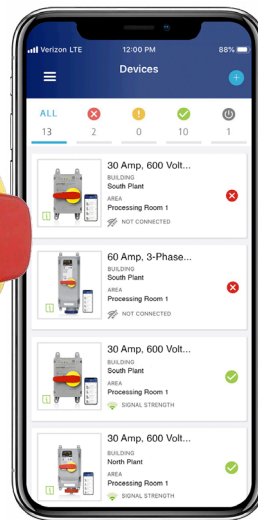 Verizon LTE 12:00 PM 88%
Devices
ALL
13 2 0 10 1
30 Amp, 600 Volt...
BUILDING
South Plant
AREA
Processing Room 1
NOT CONNECTED
60 Amp, 3-Phase...
BUILDING
South Plant
AREA
Processing Room 1
NOT CONNECTED
30 Amp, 600 Volt...
BUILDING
South Plant
AREA
Processing Room 1
SIGNAL STRENGTH
30 Amp, 600 Volt...
BUILDING
North Plant
AREA
Processing Room 1
SIGNAL STRENGTH